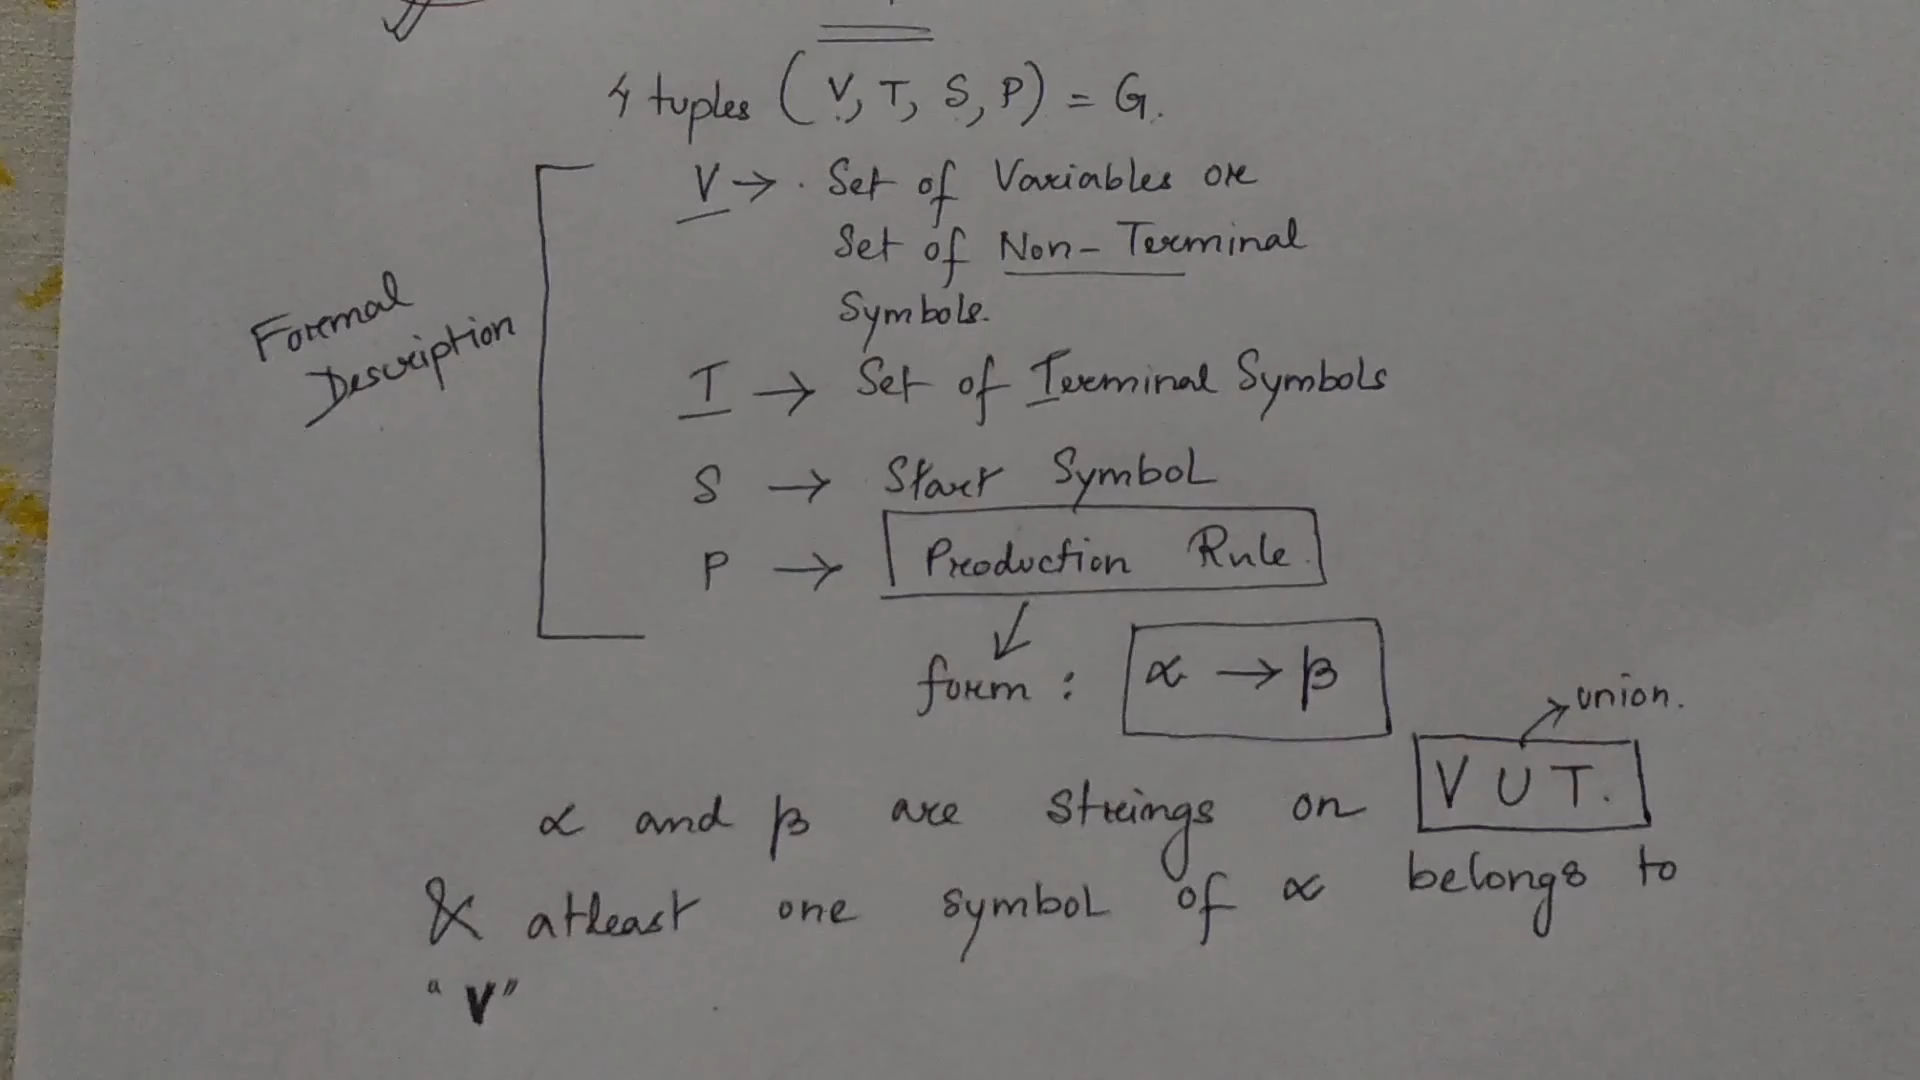 4 tuples (V, T, S, P) = G.
V → . Set of Variables or
Set of Non-Terminal
Symbols.
Formal
Description
T → Set of Terminal Symbols
S → Start Symbol
P → Production Rule.
form : α → β
union.
α and β are Strings on V U T.
& atleast one symbol of α belongs to
"V"